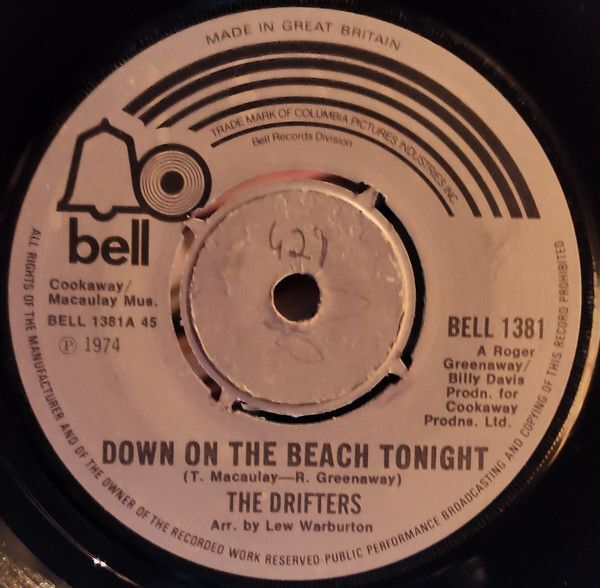 MADE IN GREAT BRITAIN
TRADE MARK OF COLUMBIA PICTURES INDUSTRIES INC.
Bell Records Division
bell
429
Cookaway/
Macaulay Mus.
BELL 1381A 45
Ⓟ 1974
BELL 1381
A Roger
Greenaway/
Billy Davis
Prodn. for
Cookaway
Prodns. Ltd.
DOWN ON THE BEACH TONIGHT
(T. Macaulay—R. Greenaway)
THE DRIFTERS
Arr. by Lew Warburton
ALL RIGHTS OF THE MANUFACTURER AND OF THE OWNER OF THE RECORDED WORK RESERVED·PUBLIC PERFORMANCE BROADCASTING AND COPYING OF THIS RECORD PROHIBITED